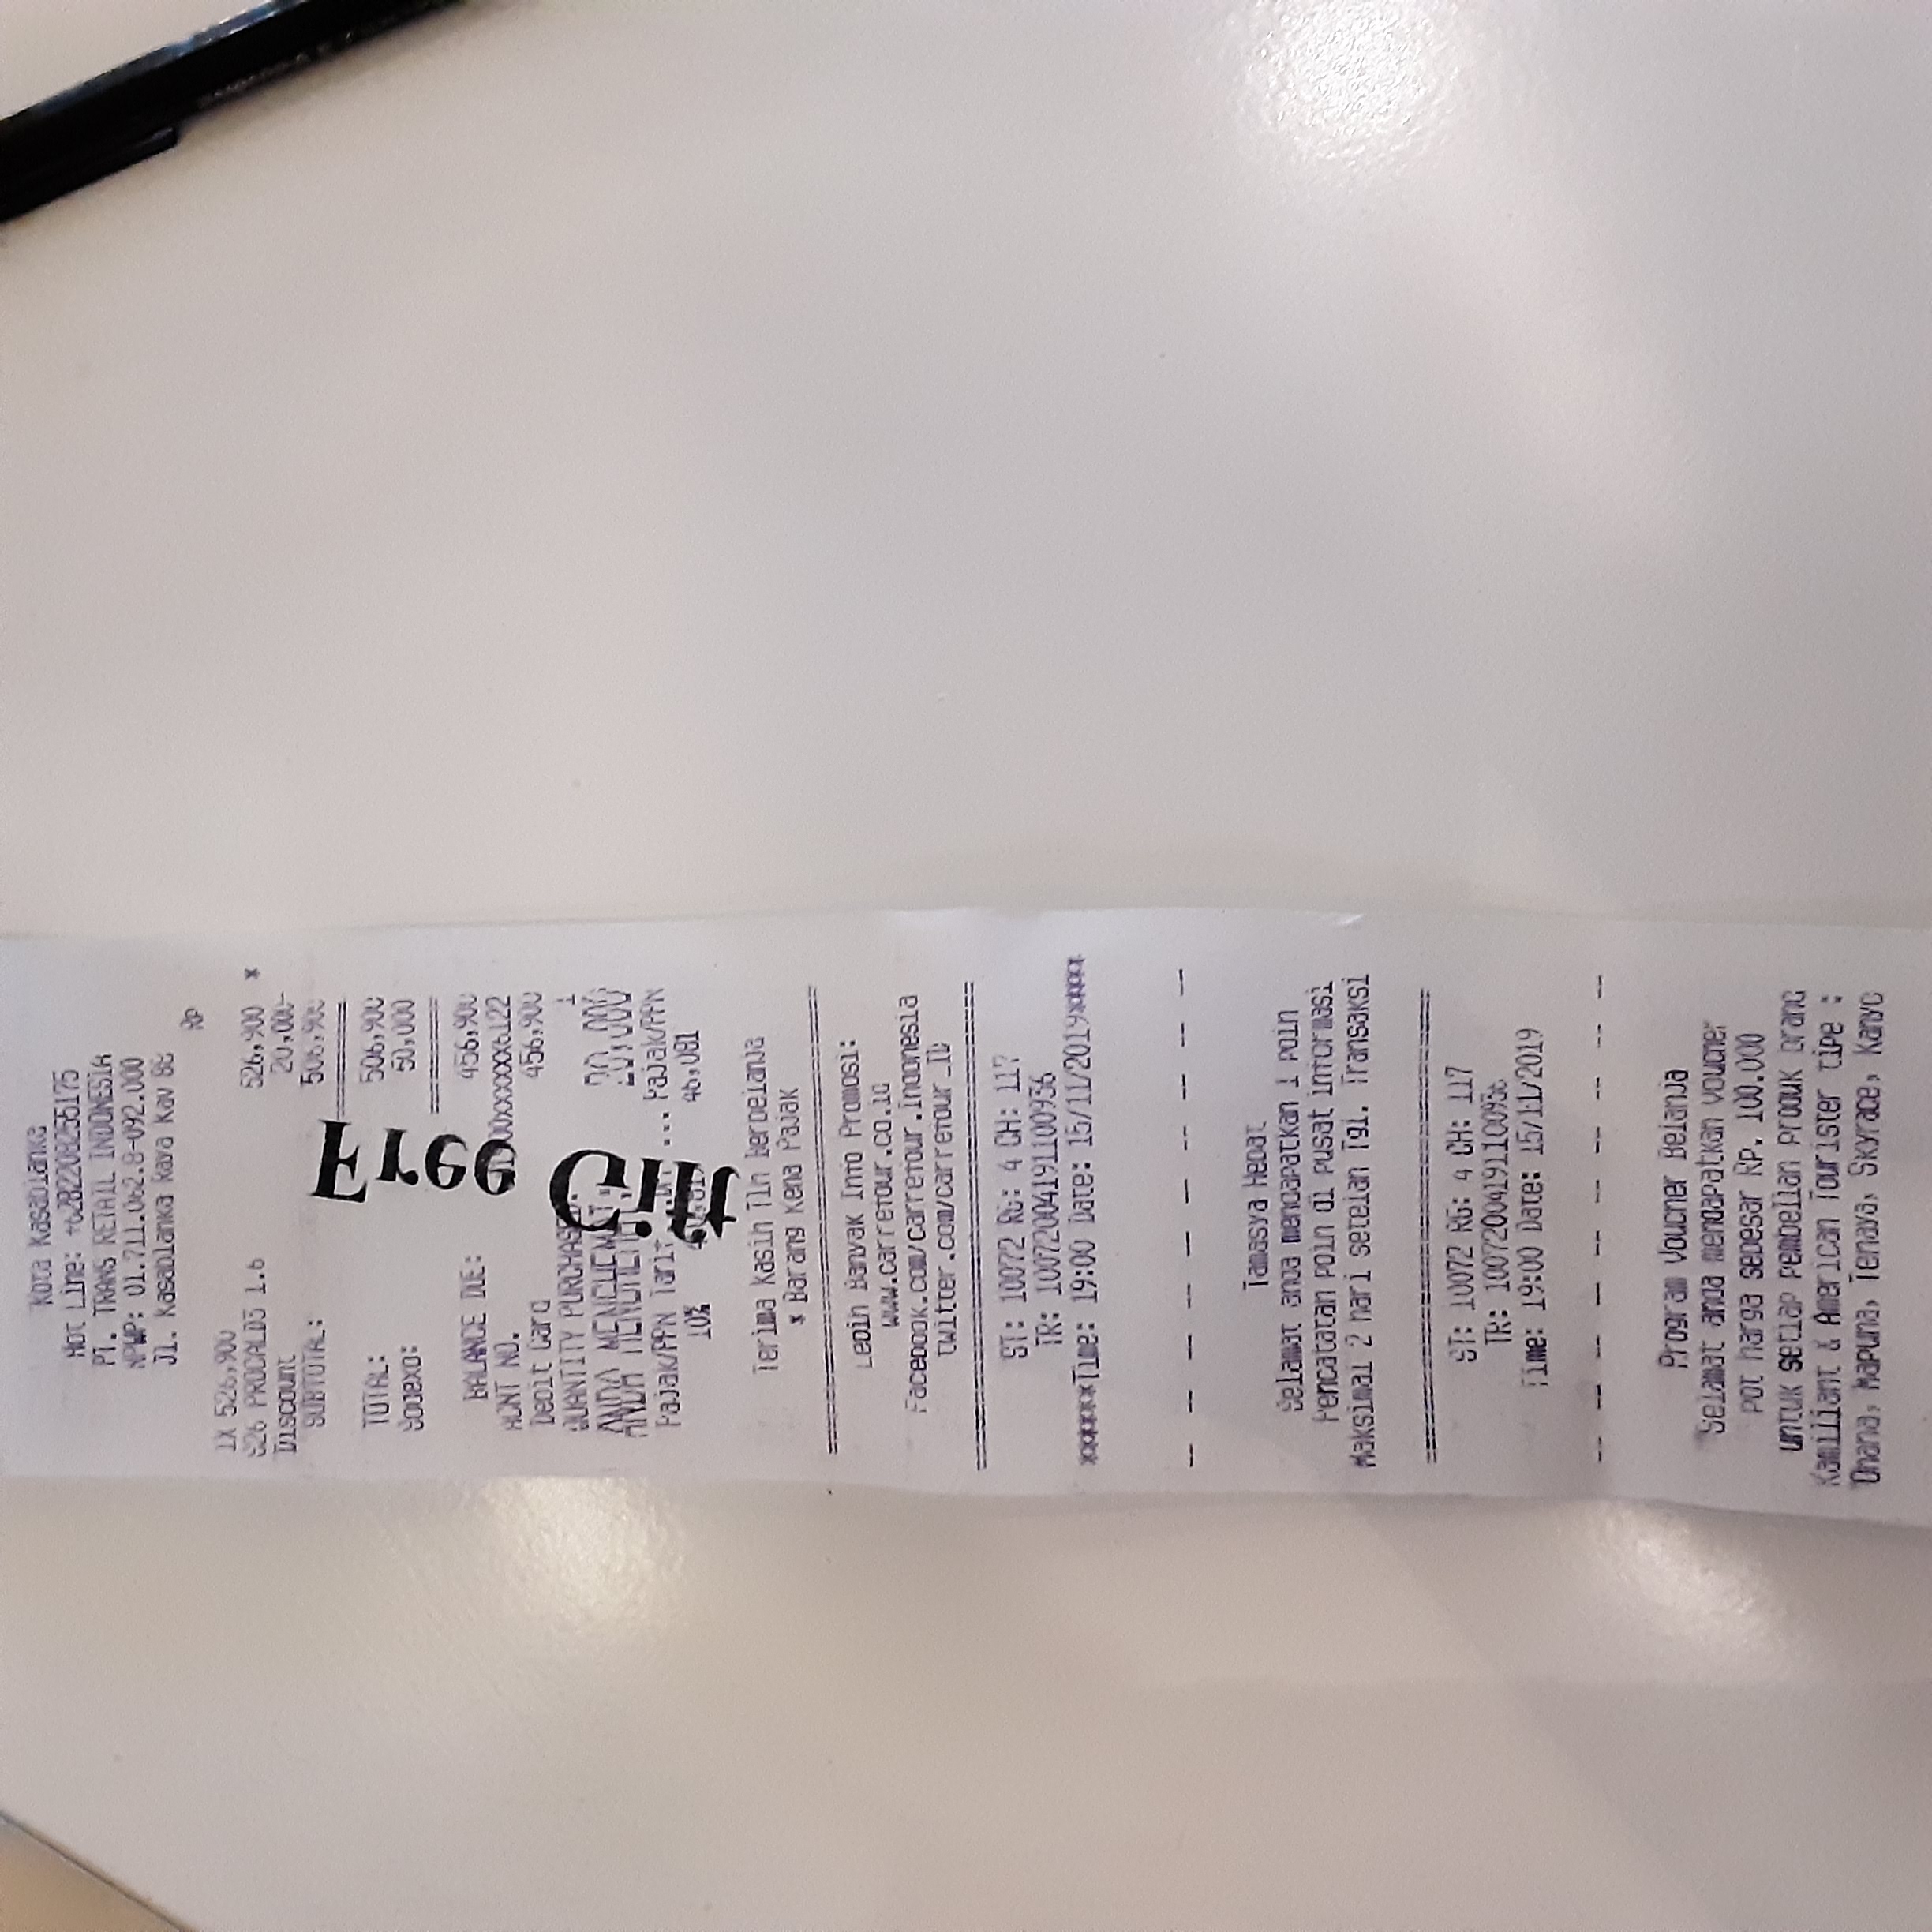 Kota Kasablanka
Hot Line: +6282208255175
PT. TRANS RETAIL INDONESIA
NPWP: 01.711.062.8-092.000
Jl. Kasablanka Raya Kav 88
Rp
1X 526,900
S26 PROCALD3 1.6 526,900 *
Discount 20,000-
SUBTOTAL: 506,900
TOTAL: 506,900
Sodexo: 50,000
BALANCE DUE: 456,900
ACNT NO. xxxxxx6122
Debit Card 456,900
QUANTITY PURCHASED: 1
ANDA MENGHEMAT: 20,000
Pajak/PPN Tarif ... Pajak/PPN
10% 46,081
Free Gift
Terima Kasih Tlh Berbelanja
* Barang Kena Pajak
Lebih Banyak Info Promosi:
www.carrefour.co.id
Facebook.com/carrefour.Indonesia
twitter.com/carrefour_ID
ST: 10072 RG: 4 CH: 117
TR: 10072004191100936
******Time: 19:00 Date: 15/11/2019*****
-- -- -- -- -- -- -- -- -- --
Tamasya Hebat
Selamat anda mendapatkan 1 poin
Pencatatan poin di pusat informasi
Maksimal 2 hari setelah Tgl. Transaksi
ST: 10072 RG: 4 CH: 117
TR: 10072004191100936
Time: 19:00 Date: 15/11/2019
-- -- -- -- -- -- -- -- -- --
Program Voucher Belanja
Selamat anda mendapatkan voucher
pot harga sebesar Rp. 100.000
untuk setiap pembelian produk brand
Kamiliant & American Tourister tipe :
Ohana, Mapuna, Tenaya, Skyrace, Kanyo